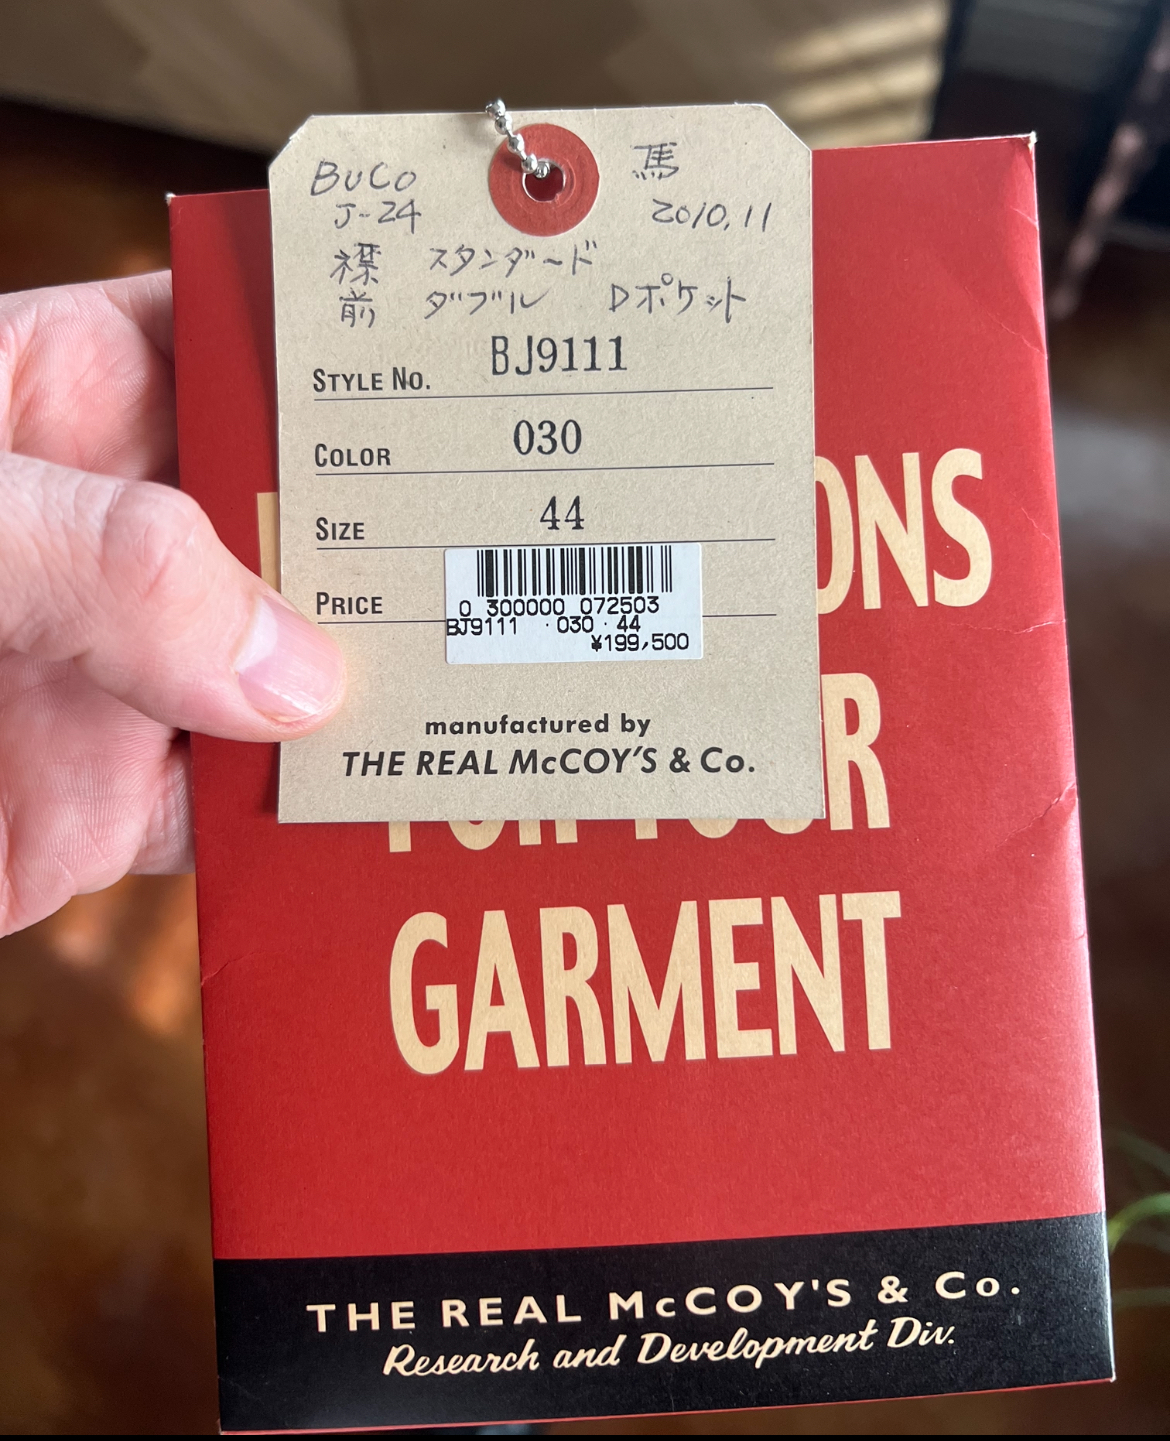 BUCO 馬
J-24 2010,11
襟 スタンダード
前 ダブル Dポケット
STYLE NO. BJ9111
COLOR 030
SIZE 44
PRICE
0 300000 072503
BJ9111 ·030·44
¥199,500
manufactured by
THE REAL McCOY'S & Co.
ONS
R
GARMENT
THE REAL McCOY'S & Co.
Research and Development Div.